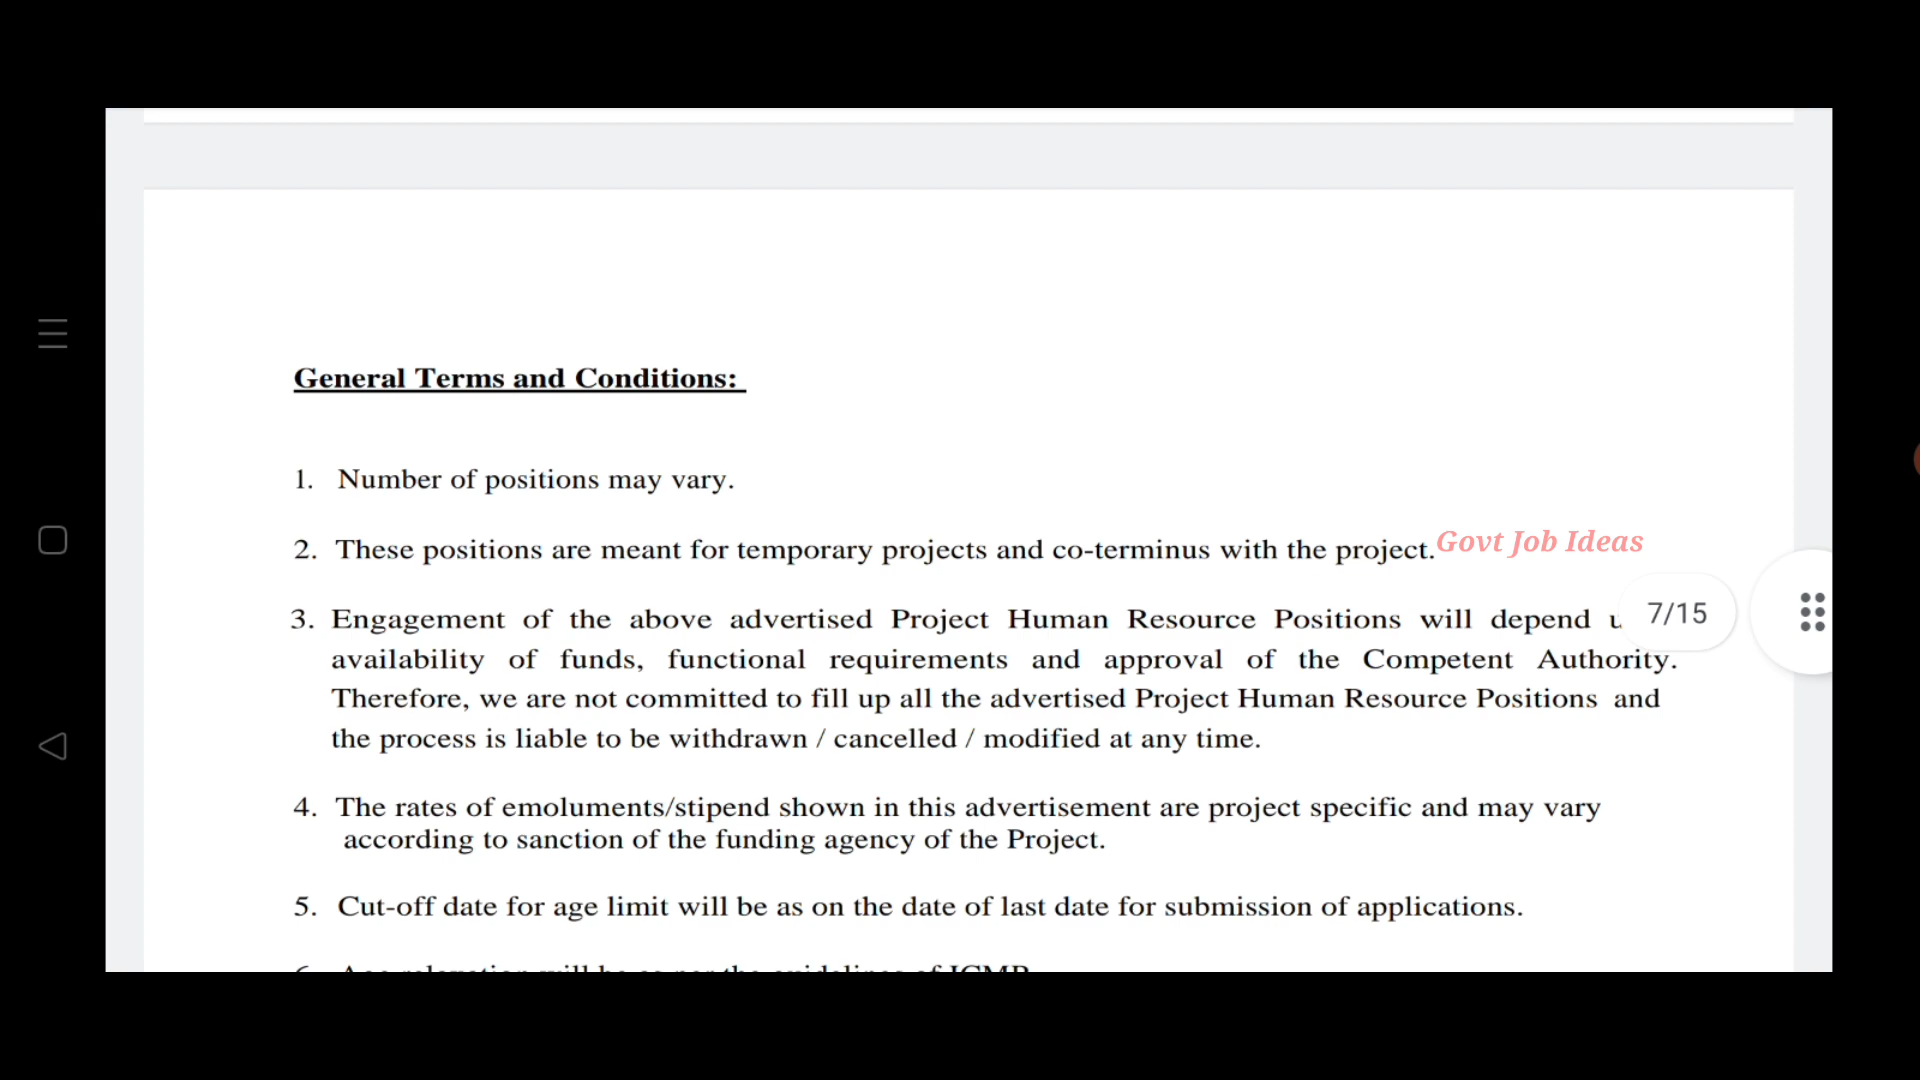 General Terms and Conditions:
1. Number of positions may vary.
2. These positions are meant for temporary projects and co-terminus with the project.
Govt Job Ideas
3. Engagement of the above advertised Project Human Resource Positions will depend
7/15
availability of funds, functional requirements and approval of the Competent Authority.
Therefore, we are not committed to fill up all the advertised Project Human Resource Positions and
the process is liable to be withdrawn / cancelled / modified at any time.
4. The rates of emoluments/stipend shown in this advertisement are project specific and may vary
according to sanction of the funding agency of the Project.
5. Cut-off date for age limit will be as on the date of last date for submission of applications.